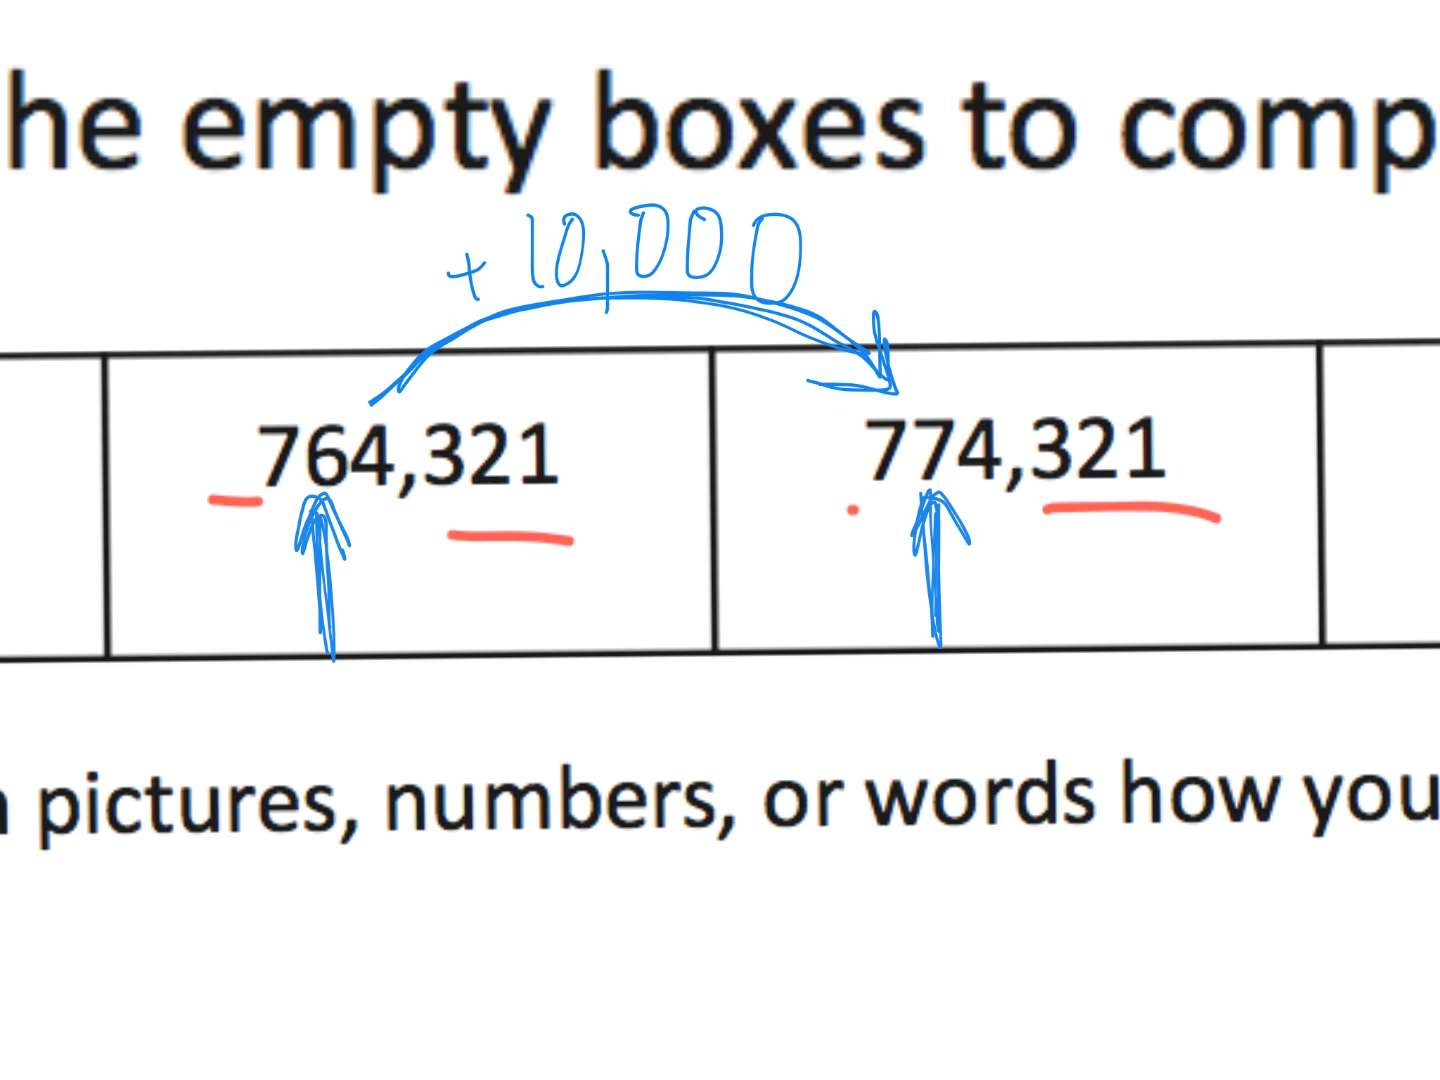 he empty boxes to comp
+ 10,000
764,321 774,321
pictures, numbers, or words how you